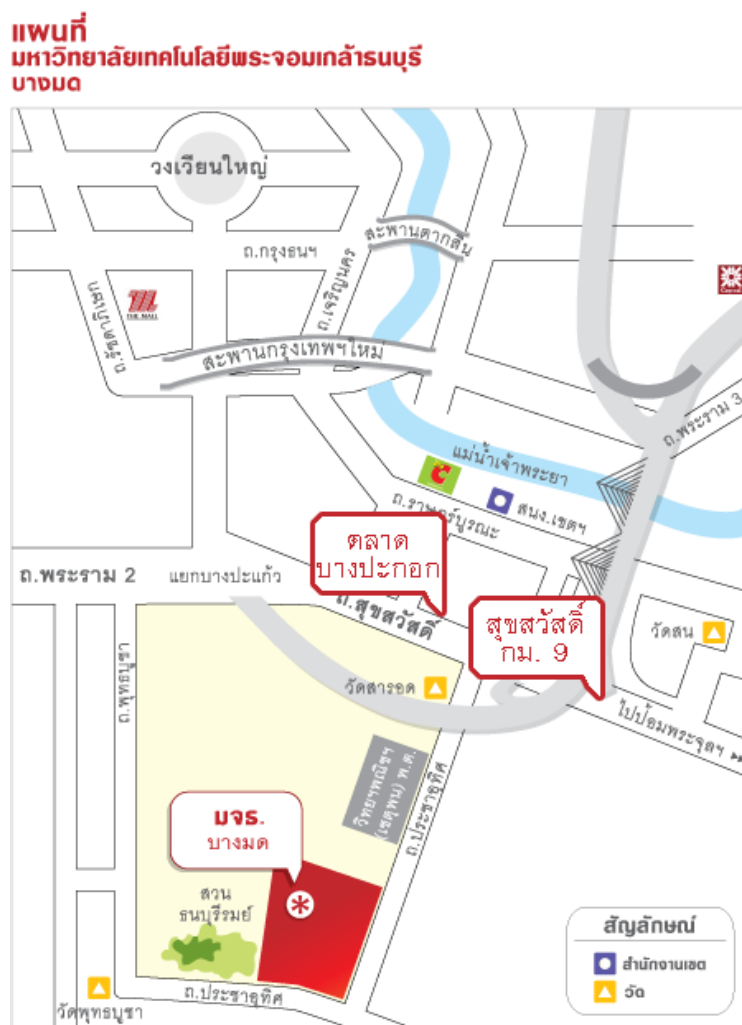 แผนที่
มหาวิทยาลัยเทคโนโลยีพระจอมเกล้าธนบุรี
บางมด
วงเวียนใหญ่
สะพานตากสิน
ถ.กรุงธนฯ
ถ.เจริญนคร
THE MALL
ถ.รัชดาภิเษก
สะพานกรุงเทพฯใหม่
ถ.พระราม 3
แม่น้ำเจ้าพระยา
สนง.เขตฯ
ถ.ราษฎร์บูรณะ
ตลาด
บางปะกอก
ถ.พระราม 2
แยกบางปะแก้ว
ถ.สุขสวัสดิ์
สุขสวัสดิ์
กม. 9
วัดสน
ถ.พุทธบูชา
วัดสารอด
ไปป้อมพระจุลฯ
วิทยฯพณิชฯ
(เชตุพน) พ.ต.
ถ.ประชาอุทิศ
มจธ.
บางมด
สวน
ธนบุรีรมย์
ถ.ประชาอุทิศ
วัดพุทธบูชา
สัญลักษณ์
สำนักงานเขต
วัด